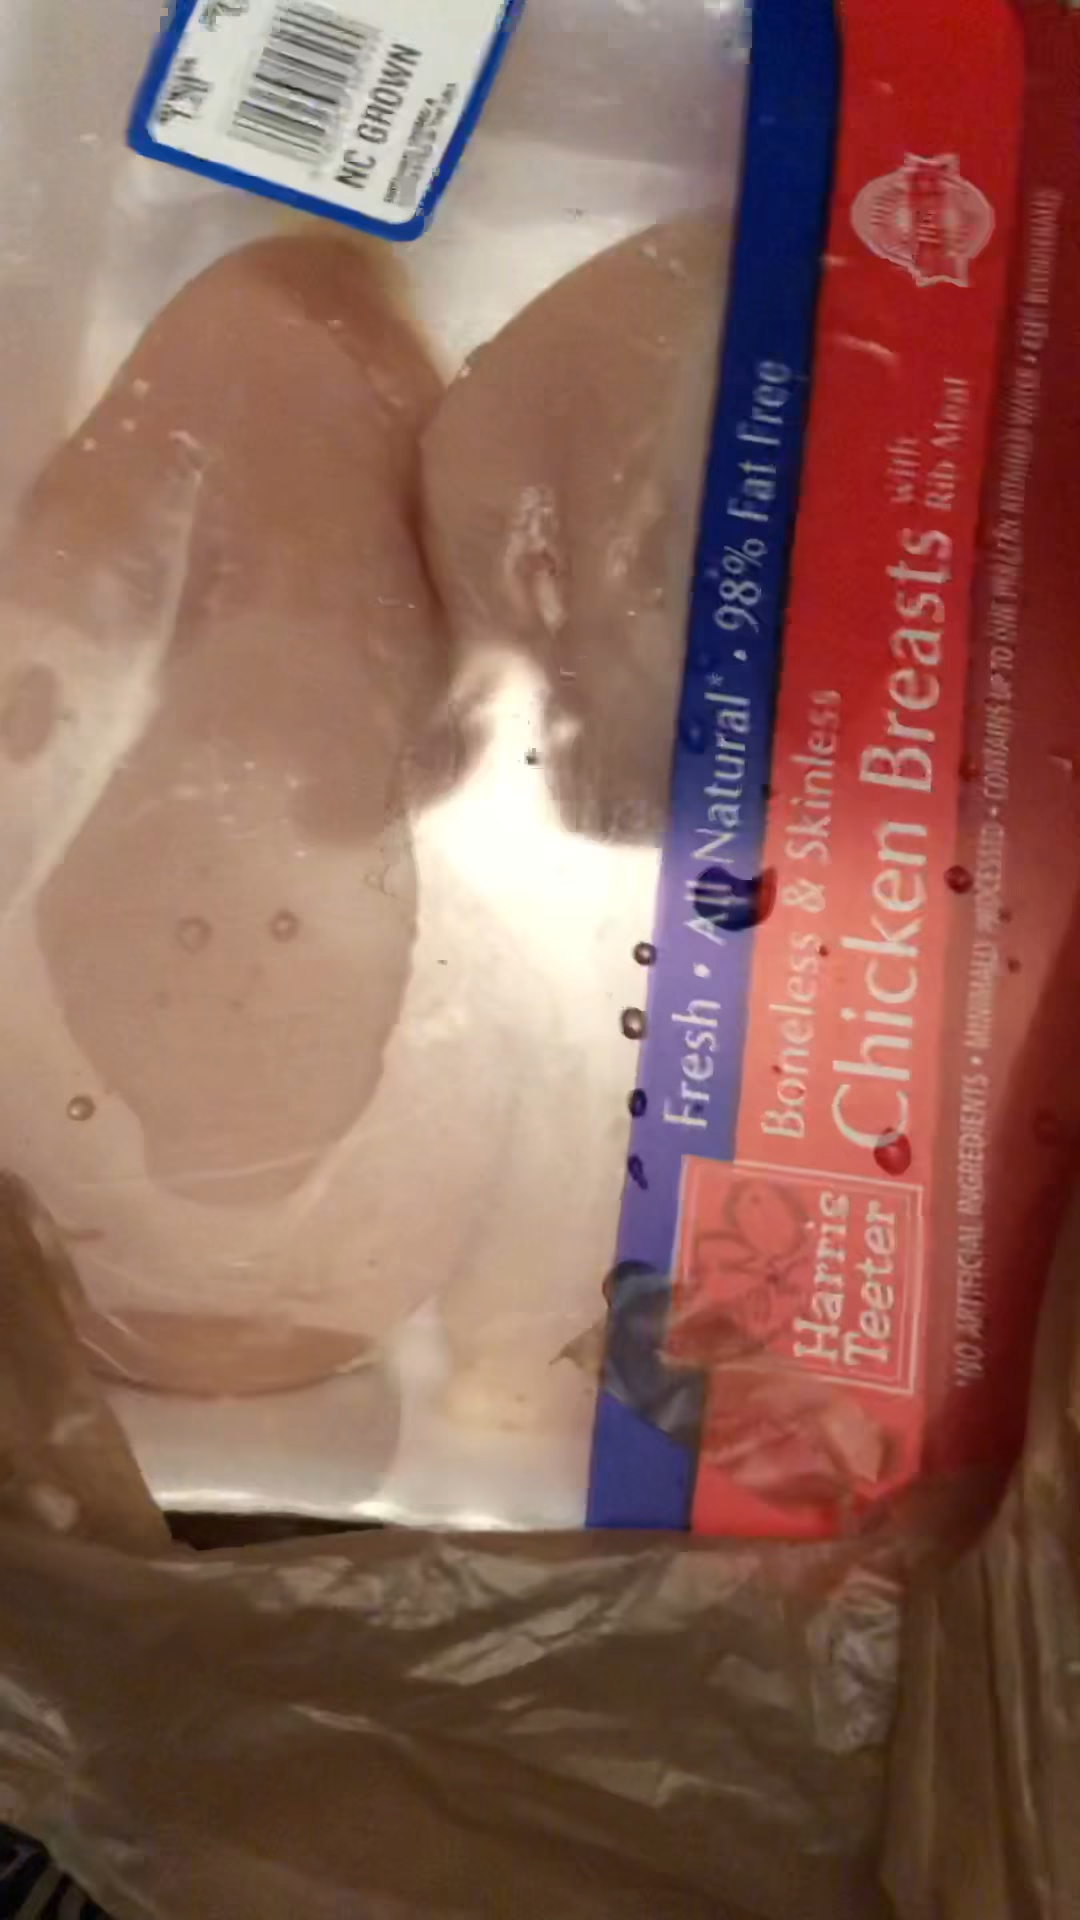 NC GROWN
Fresh • All Natural* • 98% Fat Free
Boneless & Skinless
Chicken Breasts with
Rib Meat
Harris
Teeter
*NO ARTIFICIAL INGREDIENTS • MINIMALLY PROCESSED • CONTAINS UP TO